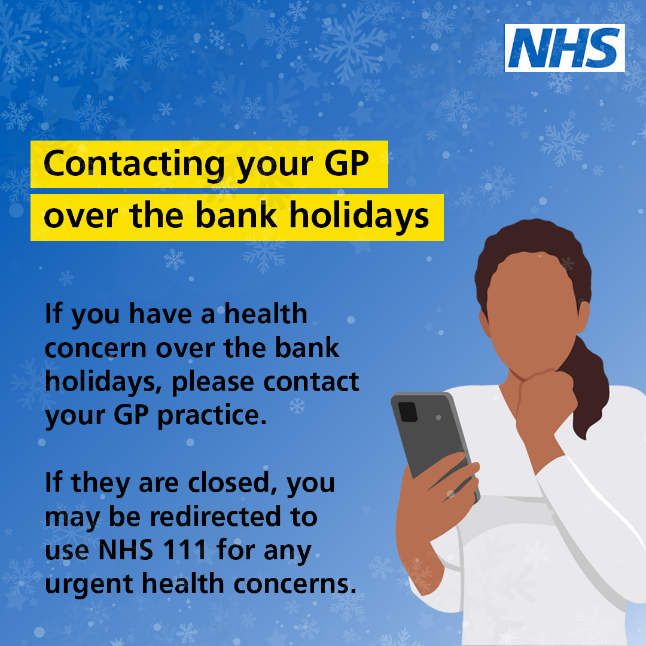 NHS
Contacting your GP
over the bank holidays
If you have a health
concern over the bank
holidays, please contact
your GP practice.
If they are closed, you
may be redirected to
use NHS 111 for any
urgent health concerns.